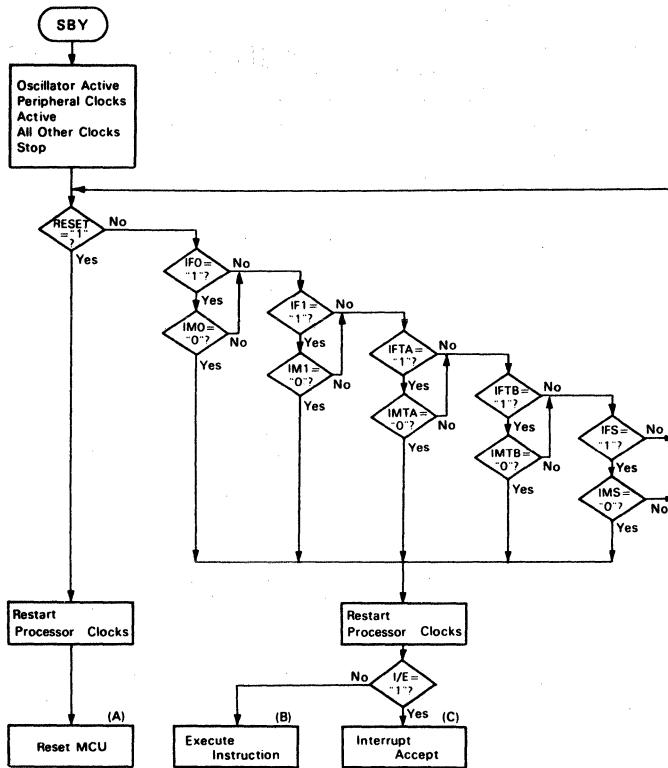 SBY
Oscillator Active
Peripheral Clocks
Active
All Other Clocks
Stop
RESET
="1"
?
No
Yes
IF0=
"1"?
No
Yes
IM0=
"0"?
No
Yes
IF1=
"1"?
No
Yes
IM1=
"0"?
No
Yes
IFTA=
"1"?
No
Yes
IMTA=
"0"?
No
Yes
IFTB=
"1"?
No
Yes
IMTB=
"0"?
No
Yes
IFS=
"1"?
No
Yes
IMS=
"0"?
No
Yes
Restart
Processor Clocks
Restart
Processor Clocks
I/E=
"1"?
No
Yes
(A)
Reset MCU
(B)
Execute
Instruction
(C)
Interrupt
Accept